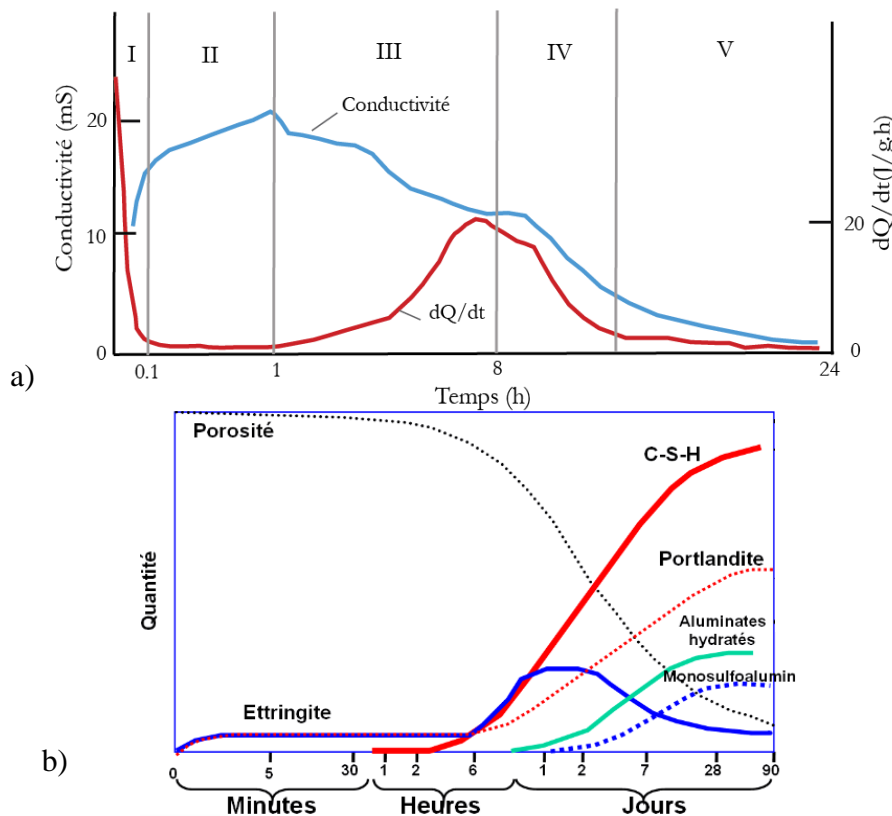 I II III IV V
Conductivité (mS)
20
10
0
Conductivité
dQ/dt
dQ/dt(J/g.h)
20
0
0.1 1 8 24
Temps (h)
a)
Porosité
C-S-H
Portlandite
Aluminates
hydratés
Monosulfoalumin
Ettringite
Quantité
b)
0 5 30 1 2 6 1 2 7 28 90
Minutes Heures Jours